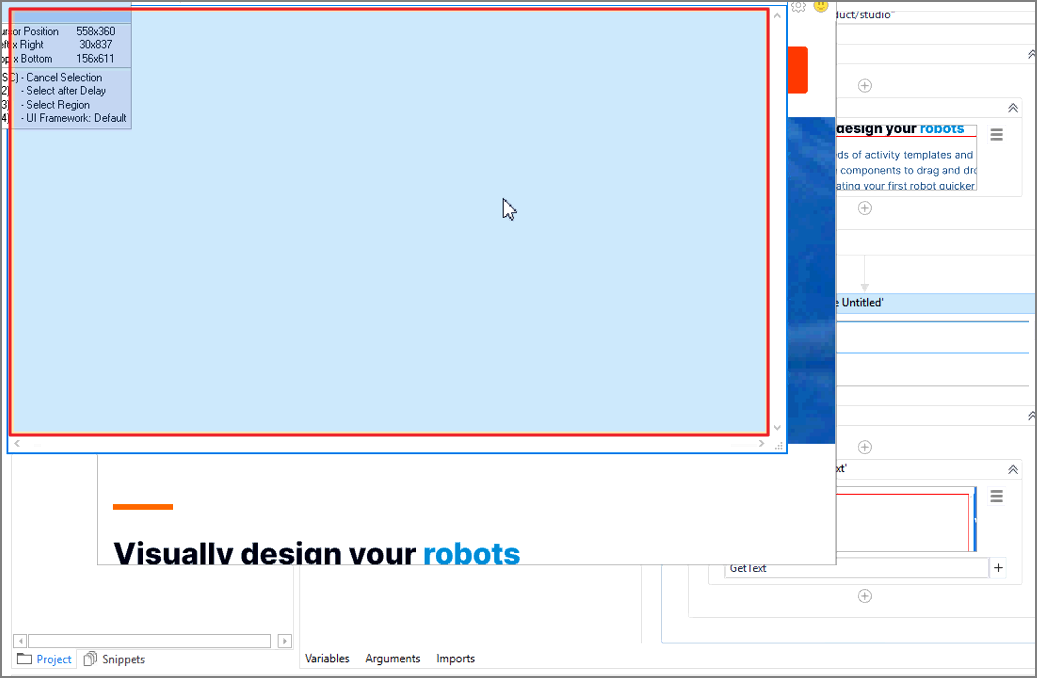 ursor Position 558x360
eft x Right 30x837
op x Bottom 156x611
SC) - Cancel Selection
2) - Select after Delay
3) - Select Region
4) - UI Framework: Default
duct/studio"
design your robots
ds of activity templates and
components to drag and dro
ating your first robot quicker
e Untitled'
xt'
GetText
Visually design your robots
Project
Snippets
Variables
Arguments
Imports